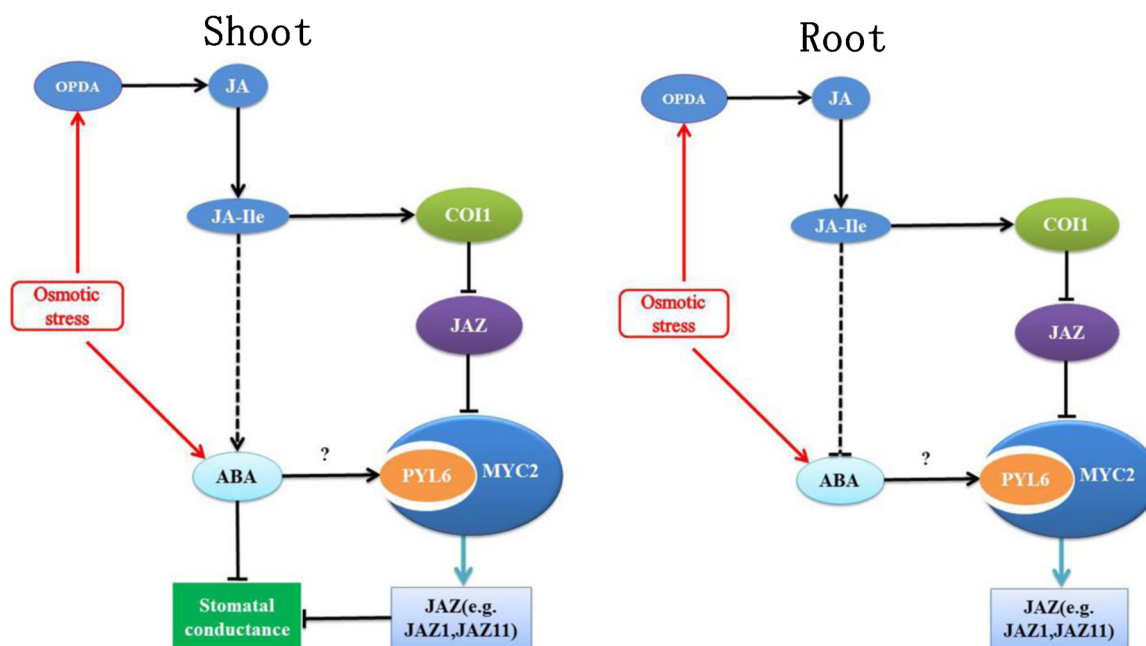 Shoot
OPDA
JA
JA-Ile
COI1
Osmotic
stress
JAZ
?
ABA
PYL6
MYC2
Stomatal
conductance
JAZ(e.g.
JAZ1,JAZ11)
Root
OPDA
JA
JA-Ile
COI1
Osmotic
stress
JAZ
?
ABA
PYL6
MYC2
JAZ(e.g.
JAZ1,JAZ11)